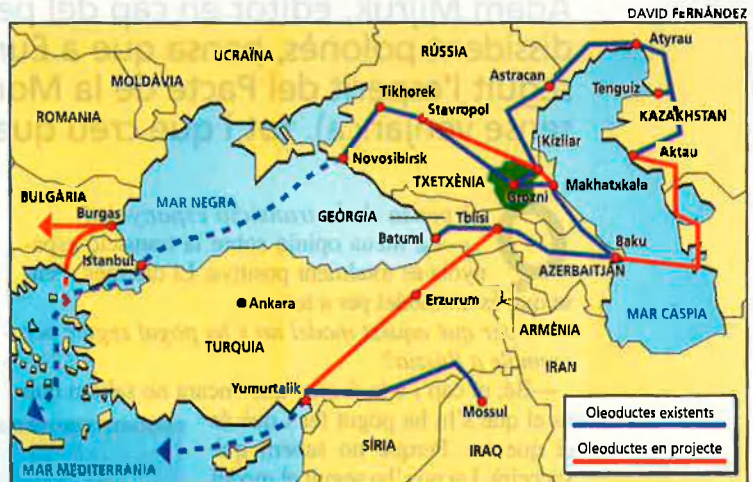 DAVID FERNÁNDEZ
UCRAÏNA
RÚSSIA
Atyrau
MOLDÀVIA
Astracan
Tikhorek
Tenguiz
ROMANIA
Stavropol
KAZAKHSTAN
Kizliar
Aktau
Novosibirsk
TXETXÈNIA
Makhatxkala
BULGÀRIA
MAR NEGRA
Grozni
Burgas
GEÒRGIA
Tblisi
Batumi
Baku
Istanbul
AZERBAITJAN
Ankara
Erzurum
MAR CASPIA
ARMÈNIA
TURQUIA
IRAN
Yumurtalik
Mossul
Oleoductes existents
SÍRIA
Oleoductes en projecte
IRAQ
MAR MEDITERRÀNIA